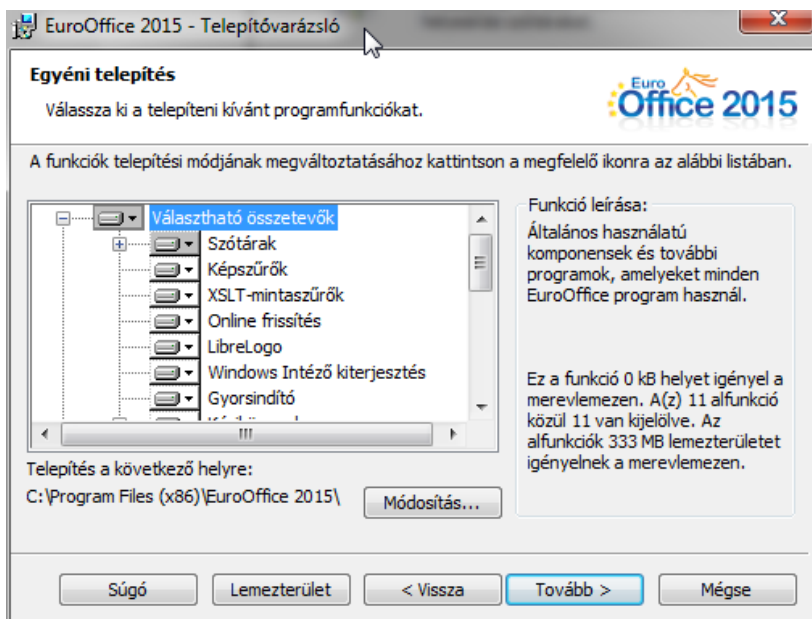 EuroOffice 2015 - Telepítővarázsló
Egyéni telepítés
Válassza ki a telepíteni kívánt programfunkciókat.
Euro
Office 2015
A funkciók telepítési módjának megváltoztatásához kattintson a megfelelő ikonra az alábbi listában.
Választható összetevők
Szótárak
Képszűrők
XSLT-mintaszűrők
Online frissítés
LibreLogo
Windows Intéző kiterjesztés
Gyorsindító
Funkció leírása:
Általános használatú
komponensek és további
programok, amelyeket minden
EuroOffice program használ.
Ez a funkció 0 kB helyet igényel a
merevlemezen. A(z) 11 alfunkció
közül 11 van kijelölve. Az
alfunkciók 333 MB lemezterületet
igényelnek a merevlemezen.
Telepítés a következő helyre:
C:\Program Files (x86)\EuroOffice 2015\
Módosítás...
Súgó
Lemezterület
< Vissza
Tovább >
Mégse